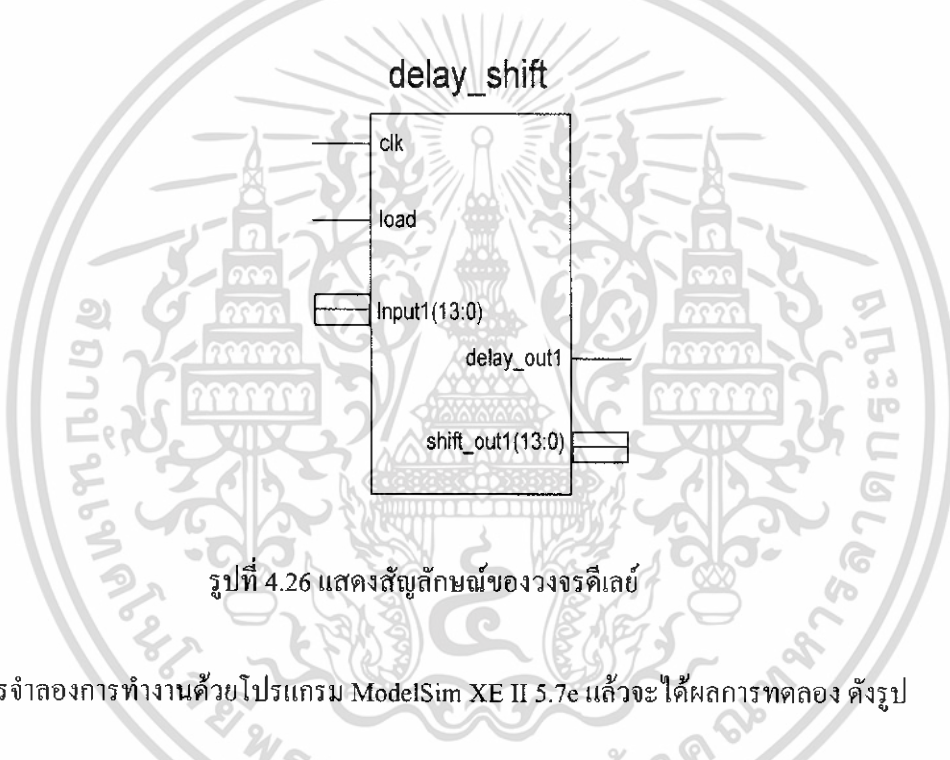 delay_shift
clk
load
Input1(13:0)
delay_out1
shift_out1(13:0)
รูปที่ 4.26 แสดงสัญลักษณ์ของวงจรดีเลย์
รจำลองการทำงานด้วยโปรแกรม ModelSim XE II 5.7e แล้วจะได้ผลการทดลอง ดังรูป